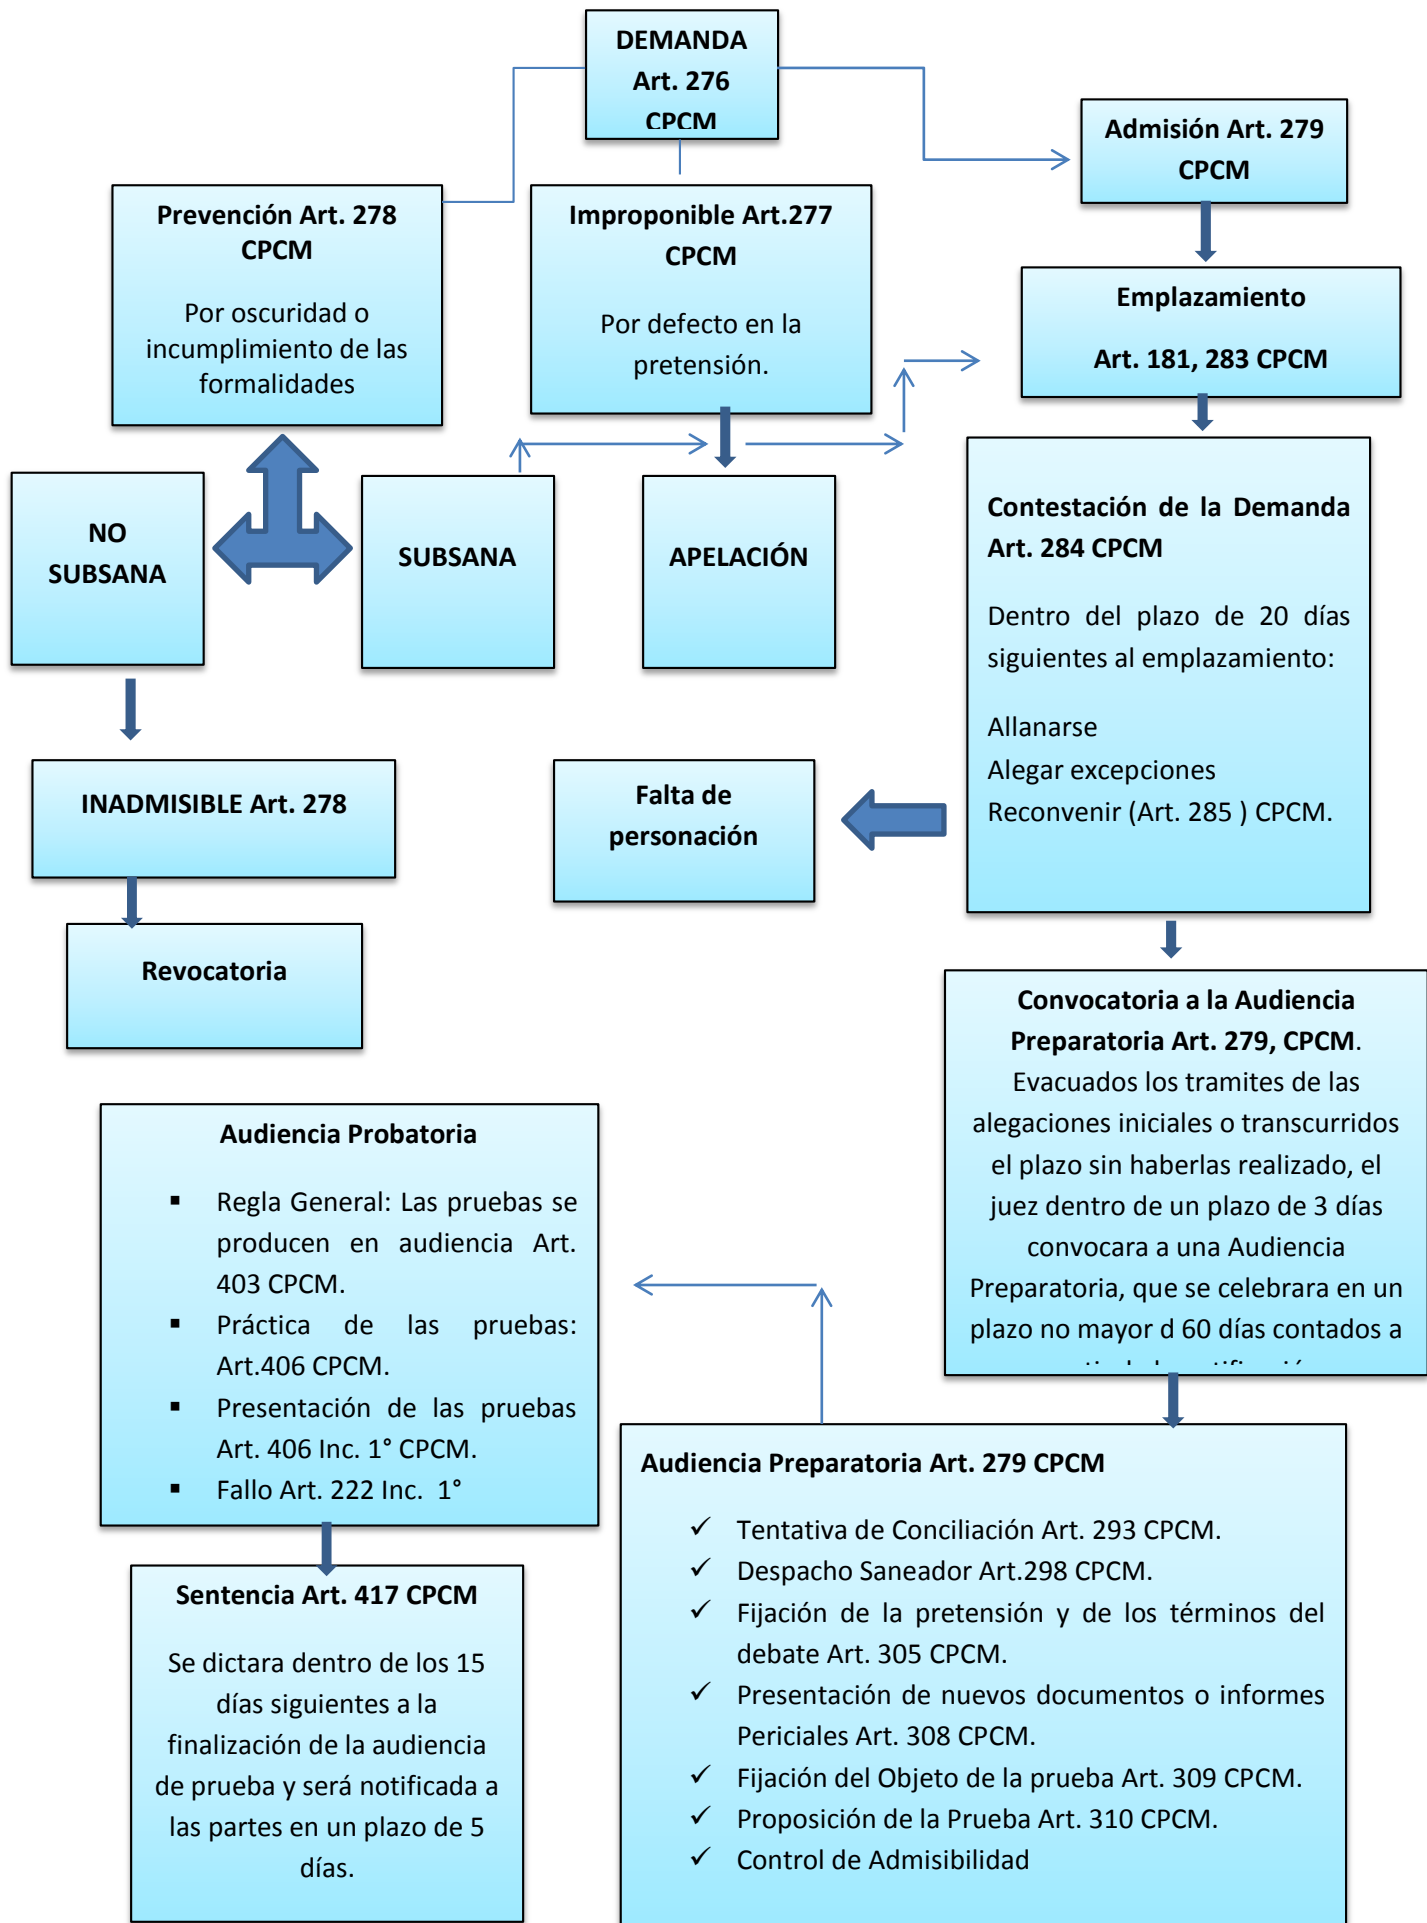 DEMANDA
Art. 276
CPCM
Admisión Art. 279
CPCM
Prevención Art. 278
CPCM
Por oscuridad o
incumplimiento de las
formalidades
Improponible Art.277
CPCM
Por defecto en la
pretensión.
Emplazamiento
Art. 181, 283 CPCM
NO
SUBSANA
SUBSANA
APELACIÓN
Contestación de la Demanda
Art. 284 CPCM
Dentro del plazo de 20 días
siguientes al emplazamiento:
Allanarse
Alegar excepciones
Reconvenir (Art. 285 ) CPCM.
INADMISIBLE Art. 278
Falta de
personación
Revocatoria
Convocatoria a la Audiencia
Preparatoria Art. 279, CPCM.
Evacuados los tramites de las
alegaciones iniciales o transcurridos
el plazo sin haberlas realizado, el
juez dentro de un plazo de 3 días
convocara a una Audiencia
Preparatoria, que se celebrara en un
plazo no mayor d 60 días contados a
Audiencia Probatoria
▪ Regla General: Las pruebas se
producen en audiencia Art.
403 CPCM.
▪ Práctica de las pruebas:
Art.406 CPCM.
▪ Presentación de las pruebas
Art. 406 Inc. 1° CPCM.
▪ Fallo Art. 222 Inc. 1°
Audiencia Preparatoria Art. 279 CPCM
✓ Tentativa de Conciliación Art. 293 CPCM.
✓ Despacho Saneador Art.298 CPCM.
✓ Fijación de la pretensión y de los términos del
debate Art. 305 CPCM.
✓ Presentación de nuevos documentos o informes
Periciales Art. 308 CPCM.
✓ Fijación del Objeto de la prueba Art. 309 CPCM.
✓ Proposición de la Prueba Art. 310 CPCM.
✓ Control de Admisibilidad
Sentencia Art. 417 CPCM
Se dictara dentro de los 15
días siguientes a la
finalización de la audiencia
de prueba y será notificada a
las partes en un plazo de 5
días.